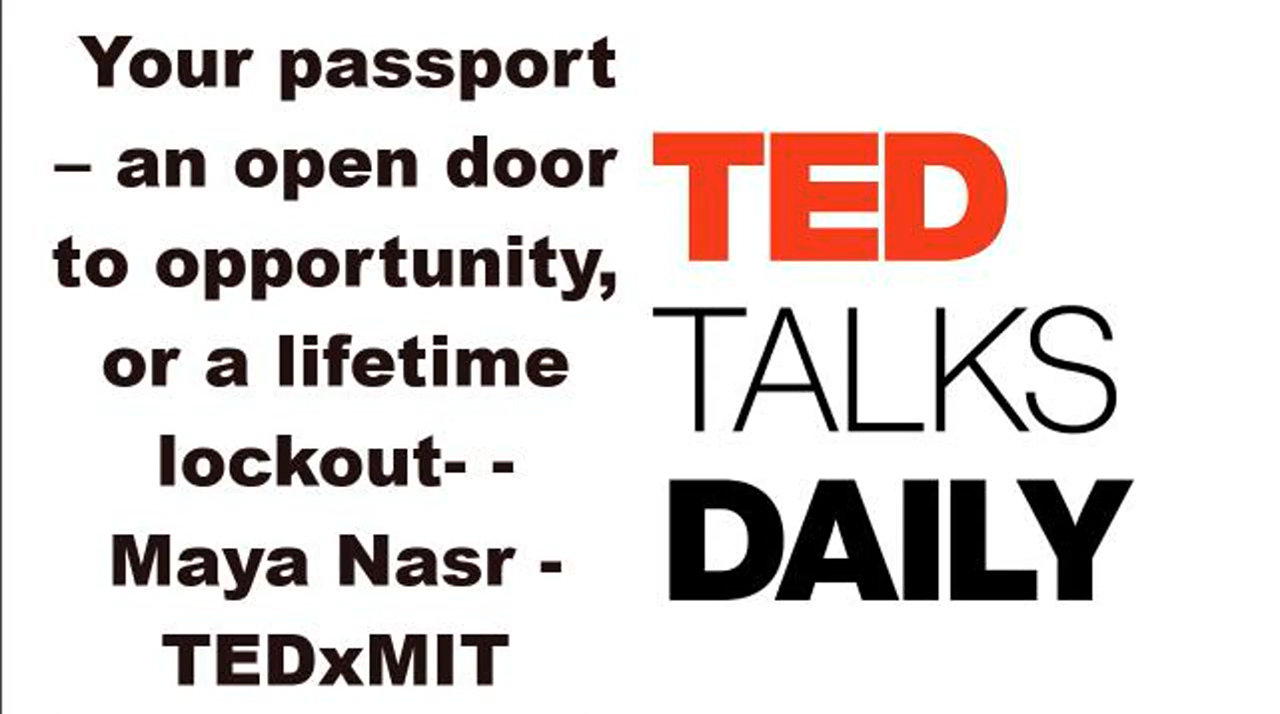 Your passport
– an open door
to opportunity,
or a lifetime
lockout- -
Maya Nasr -
TEDxMIT
TED
TALKS
DAILY